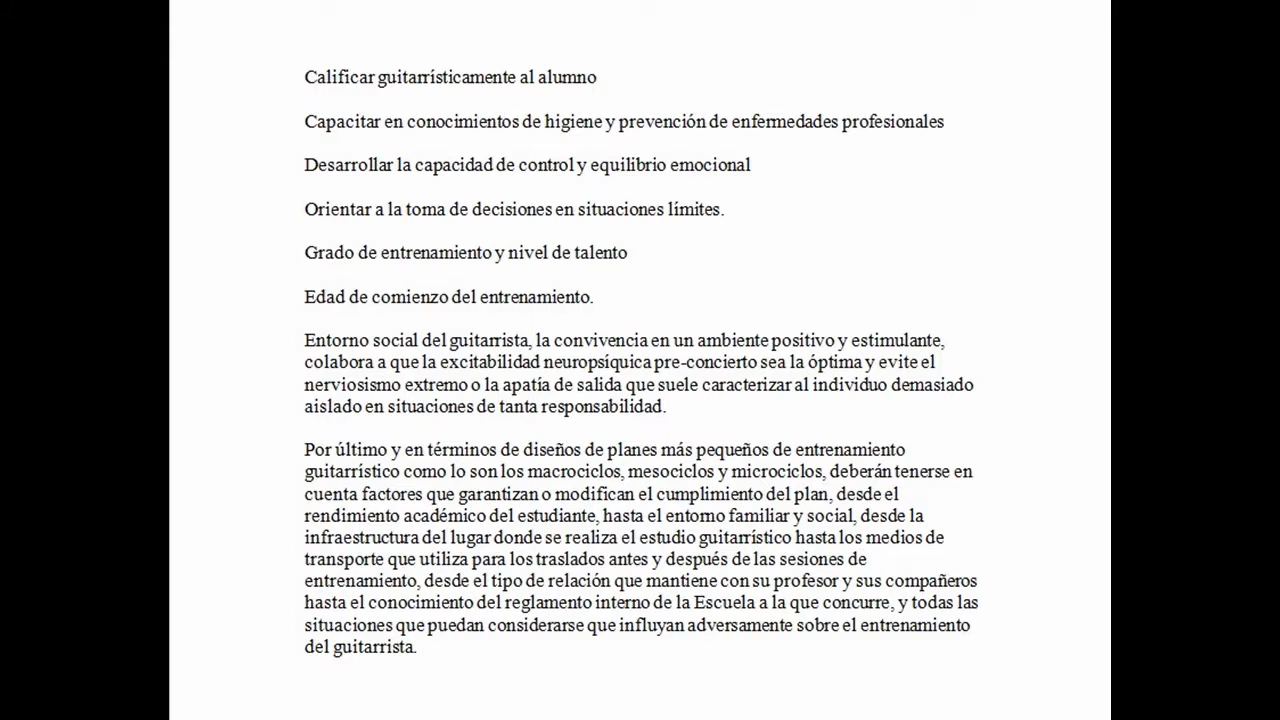 Calificar guitarrísticamente al alumno
Capacitar en conocimientos de higiene y prevención de enfermedades profesionales
Desarrollar la capacidad de control y equilibrio emocional
Orientar a la toma de decisiones en situaciones límites.
Grado de entrenamiento y nivel de talento
Edad de comienzo del entrenamiento.
Entorno social del guitarrista, la convivencia en un ambiente positivo y estimulante,
colabora a que la excitabilidad neuropsíquica pre-concierto sea la óptima y evite el
nerviosismo extremo o la apatía de salida que suele caracterizar al individuo demasiado
aislado en situaciones de tanta responsabilidad.
Por último y en términos de diseños de planes más pequeños de entrenamiento
guitarrístico como lo son los macrociclos, mesociclos y microciclos, deberán tenerse en
cuenta factores que garantizan o modifican el cumplimiento del plan, desde el
rendimiento académico del estudiante, hasta el entorno familiar y social, desde la
infraestructura del lugar donde se realiza el estudio guitarrístico hasta los medios de
transporte que utiliza para los traslados antes y después de las sesiones de
entrenamiento, desde el tipo de relación que mantiene con su profesor y sus compañeros
hasta el conocimiento del reglamento interno de la Escuela a la que concurre, y todas las
situaciones que puedan considerarse que influyan adversamente sobre el entrenamiento
del guitarrista.